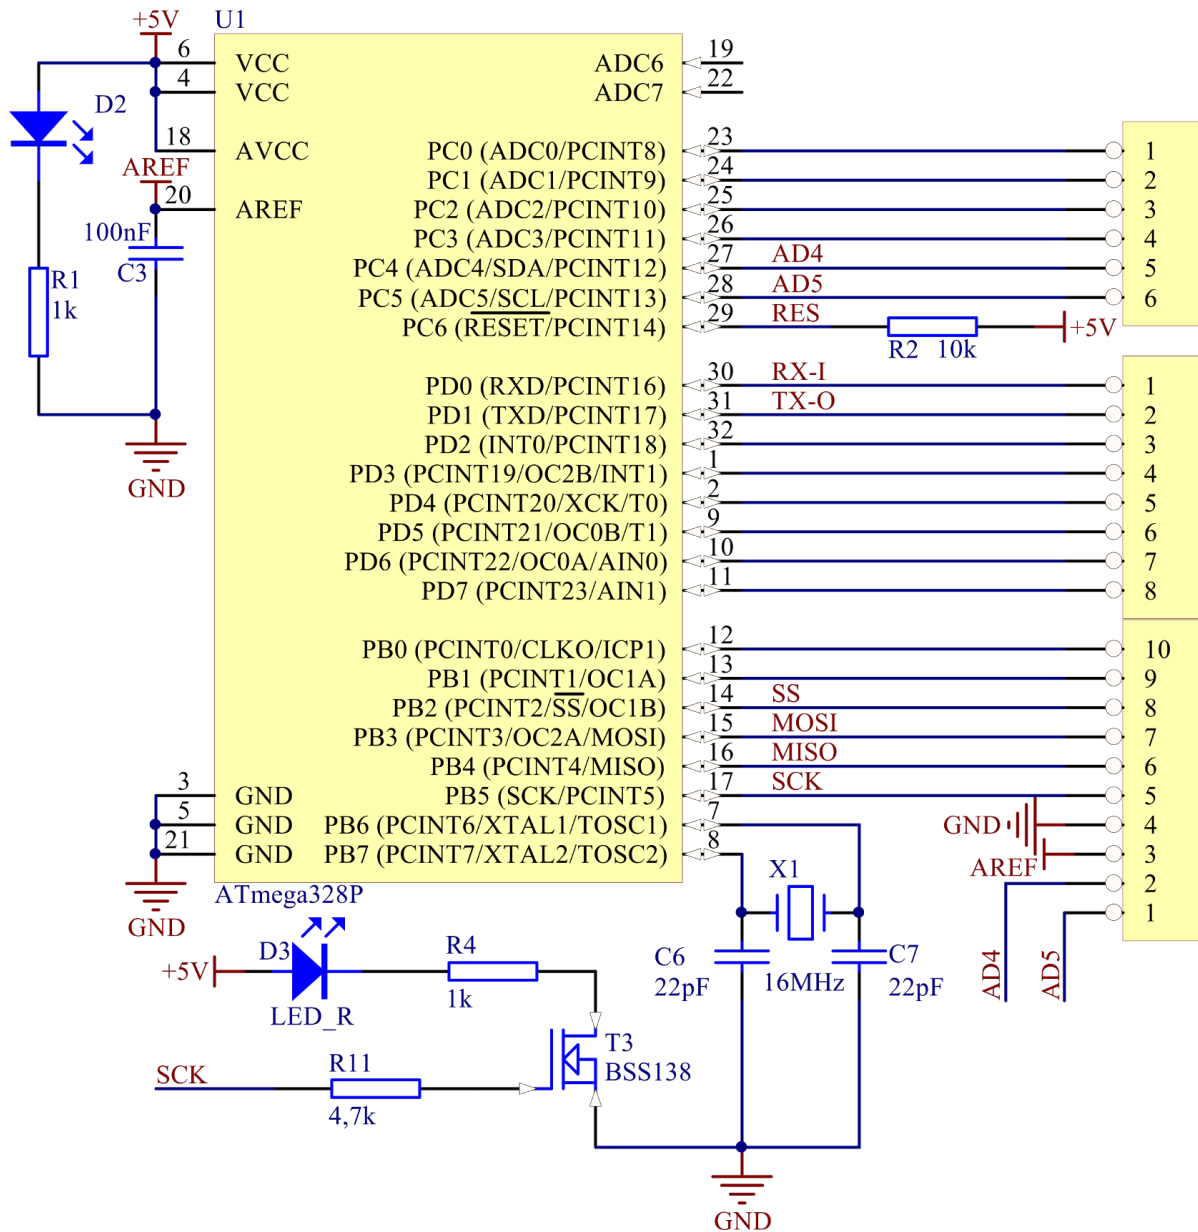 +5V
U1
6 VCC
4 VCC
18 AVCC
AREF
20 AREF
D2
100nF
C3
R1
1k
GND
3 GND
5 GND
21 GND
GND
ATmega328P
ADC6 19
ADC7 22
PC0 (ADC0/PCINT8) 23 1
PC1 (ADC1/PCINT9) 24 2
PC2 (ADC2/PCINT10) 25 3
PC3 (ADC3/PCINT11) 26 4
PC4 (ADC4/SDA/PCINT12) 27 AD4 5
PC5 (ADC5/SCL/PCINT13) 28 AD5 6
PC6 (RESET/PCINT14) 29 RES
R2 10k
+5V
PD0 (RXD/PCINT16) 30 RX-I 1
PD1 (TXD/PCINT17) 31 TX-O 2
PD2 (INT0/PCINT18) 32 3
PD3 (PCINT19/OC2B/INT1) 1 4
PD4 (PCINT20/XCK/T0) 2 5
PD5 (PCINT21/OC0B/T1) 9 6
PD6 (PCINT22/OC0A/AIN0) 10 7
PD7 (PCINT23/AIN1) 11 8
PB0 (PCINT0/CLKO/ICP1) 12 10
PB1 (PCINT1/OC1A) 13 9
PB2 (PCINT2/SS/OC1B) 14 SS 8
PB3 (PCINT3/OC2A/MOSI) 15 MOSI 7
PB4 (PCINT4/MISO) 16 MISO 6
PB5 (SCK/PCINT5) 17 SCK 5
PB6 (PCINT6/XTAL1/TOSC1) 7
GND 4
PB7 (PCINT7/XTAL2/TOSC2) 8
AREF 3
2
1
AD4
AD5
X1
16MHz
C6
22pF
C7
22pF
+5V
D3
LED_R
R4
1k
T3
BSS138
SCK
R11
4,7k
GND